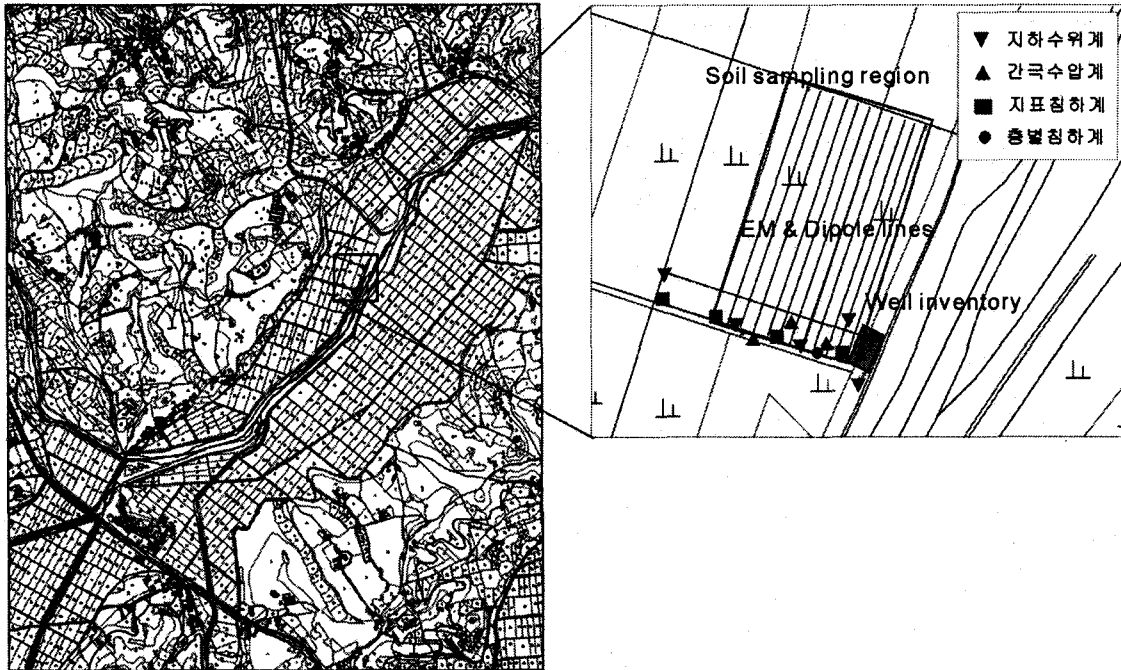 지하수위계
간극수압계
지표침하계
층별침하계
Soil sampling region
EM & Dipole lines
Well inventory